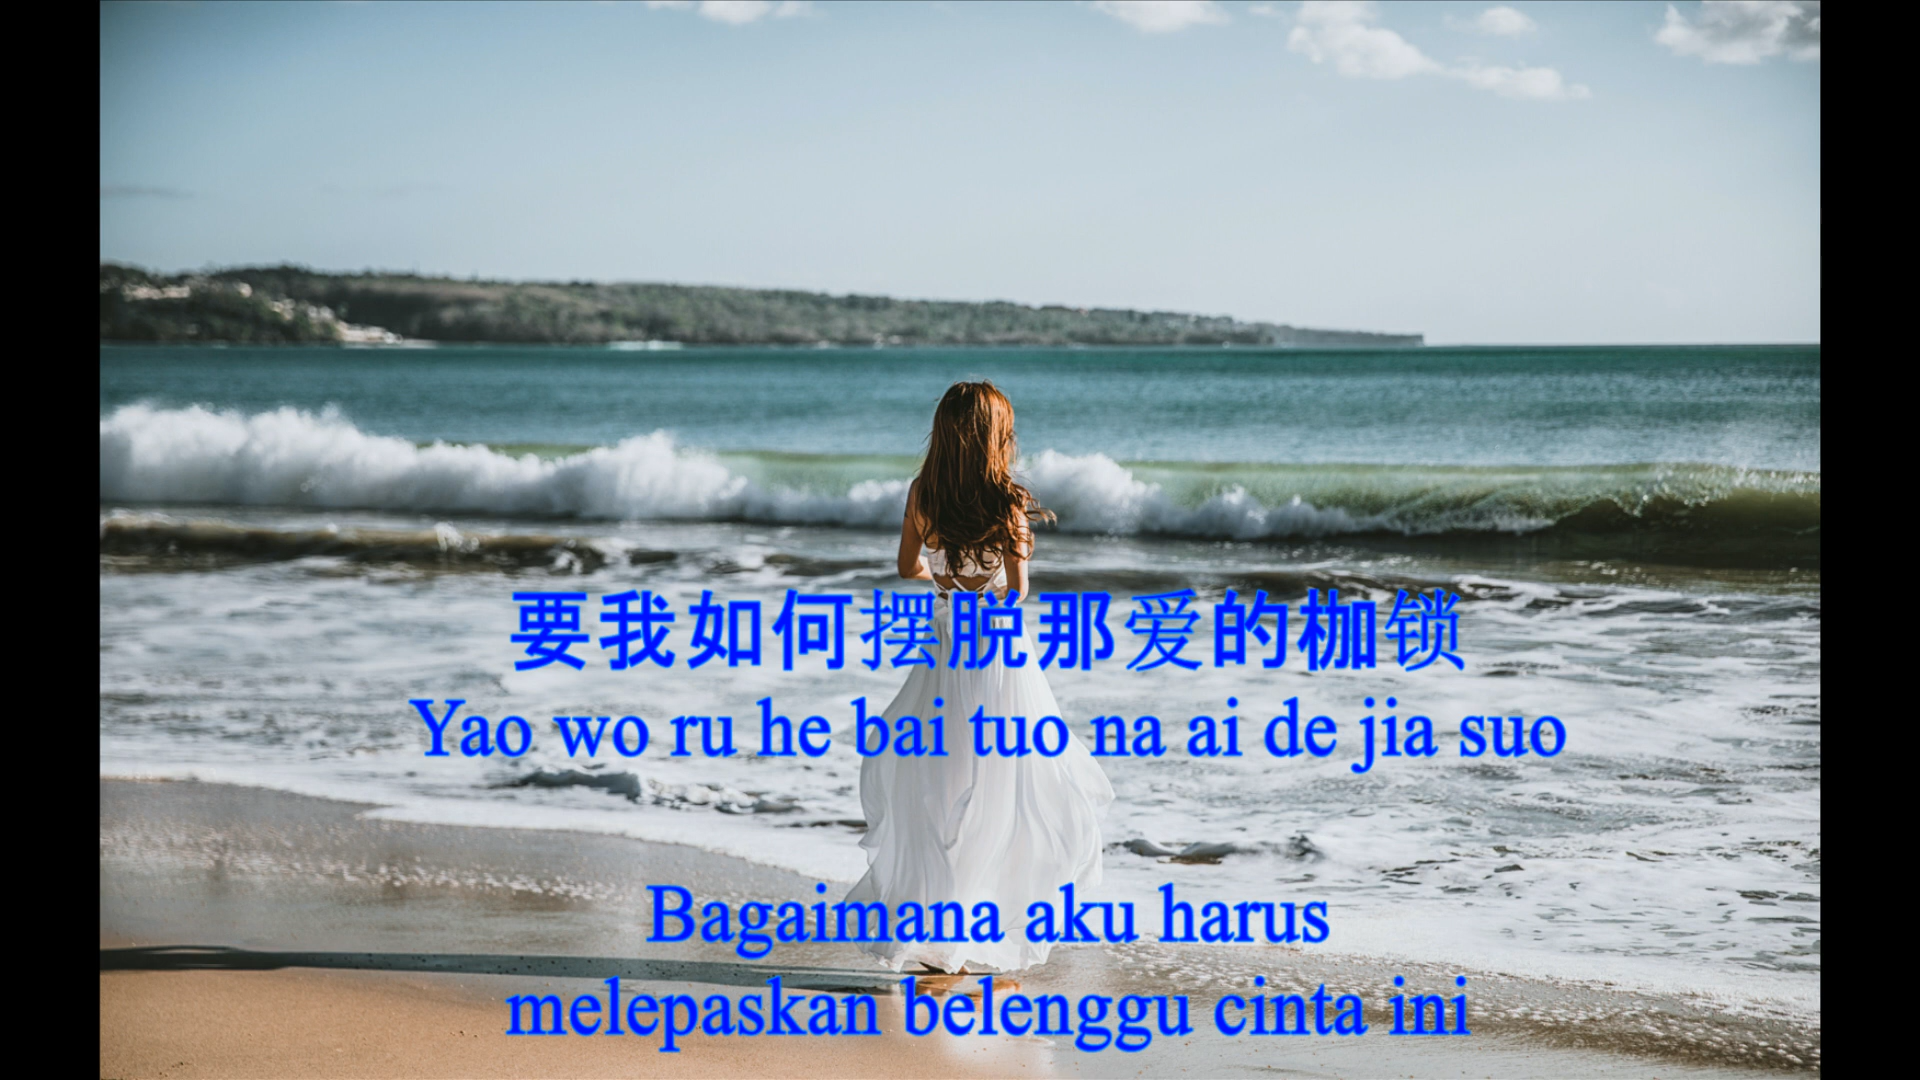 要我如何摆脱那爱的枷锁
Yao wo ru he bai tuo na ai de jia suo
Bagaimana aku harus
melepaskan belenggu cinta ini